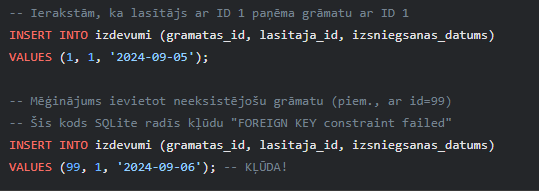 -- Ierakstām, ka lasītājs ar ID 1 paņēma grāmatu ar ID 1
INSERT INTO izdevumi (gramatas_id, lasitaja_id, izsniegsanas_datums)
VALUES (1, 1, '2024-09-05');
-- Mēģinājums ievietot neeksistējošu grāmatu (piem., ar id=99)
-- Šis kods SQLite radīs kļūdu "FOREIGN KEY constraint failed"
INSERT INTO izdevumi (gramatas_id, lasitaja_id, izsniegsanas_datums)
VALUES (99, 1, '2024-09-06'); -- KĻŪDA!